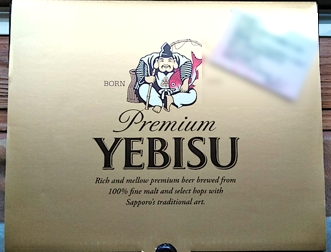 BORN
Premium
YEBISU
Rich and mellow premium beer brewed from
100% fine malt and select hops with
Sapporo's traditional art.